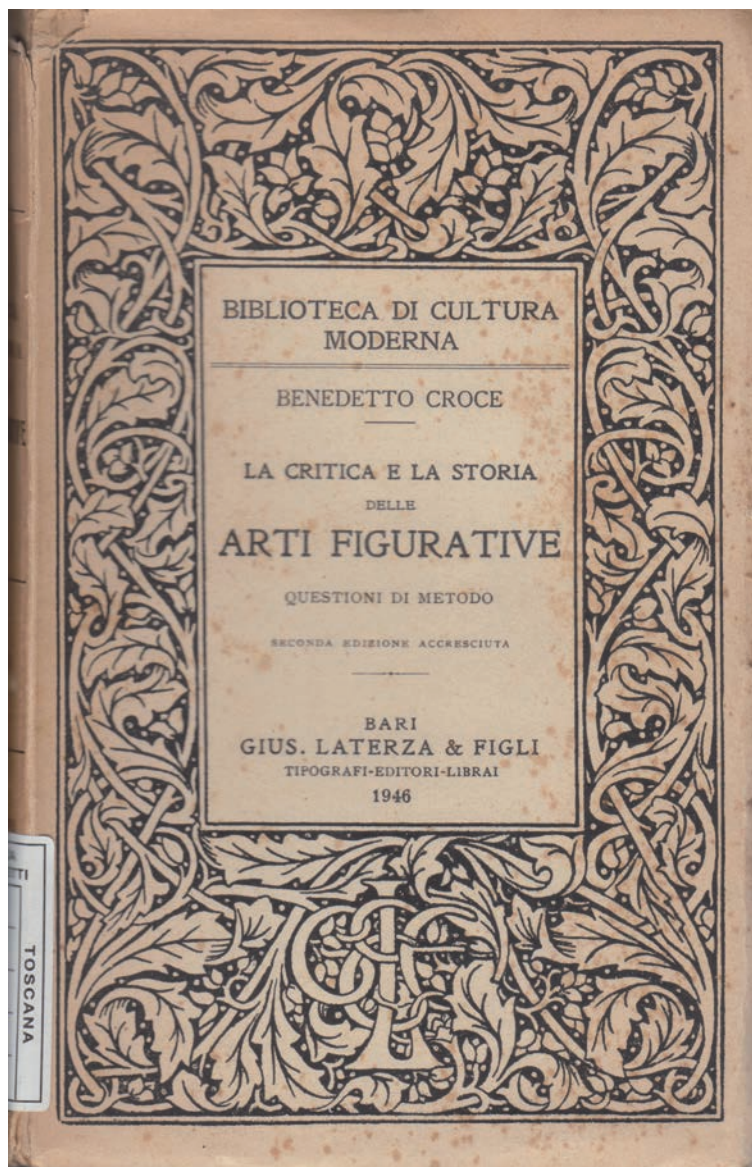 BIBLIOTECA DI CULTURA
MODERNA
BENEDETTO CROCE
LA CRITICA E LA STORIA
DELLE
ARTI FIGURATIVE
QUESTIONI DI METODO
SECONDA EDIZIONE ACCRESCIUTA
BARI
GIUS. LATERZA & FIGLI
TIPOGRAFI-EDITORI-LIBRAI
1946
TOSCANA